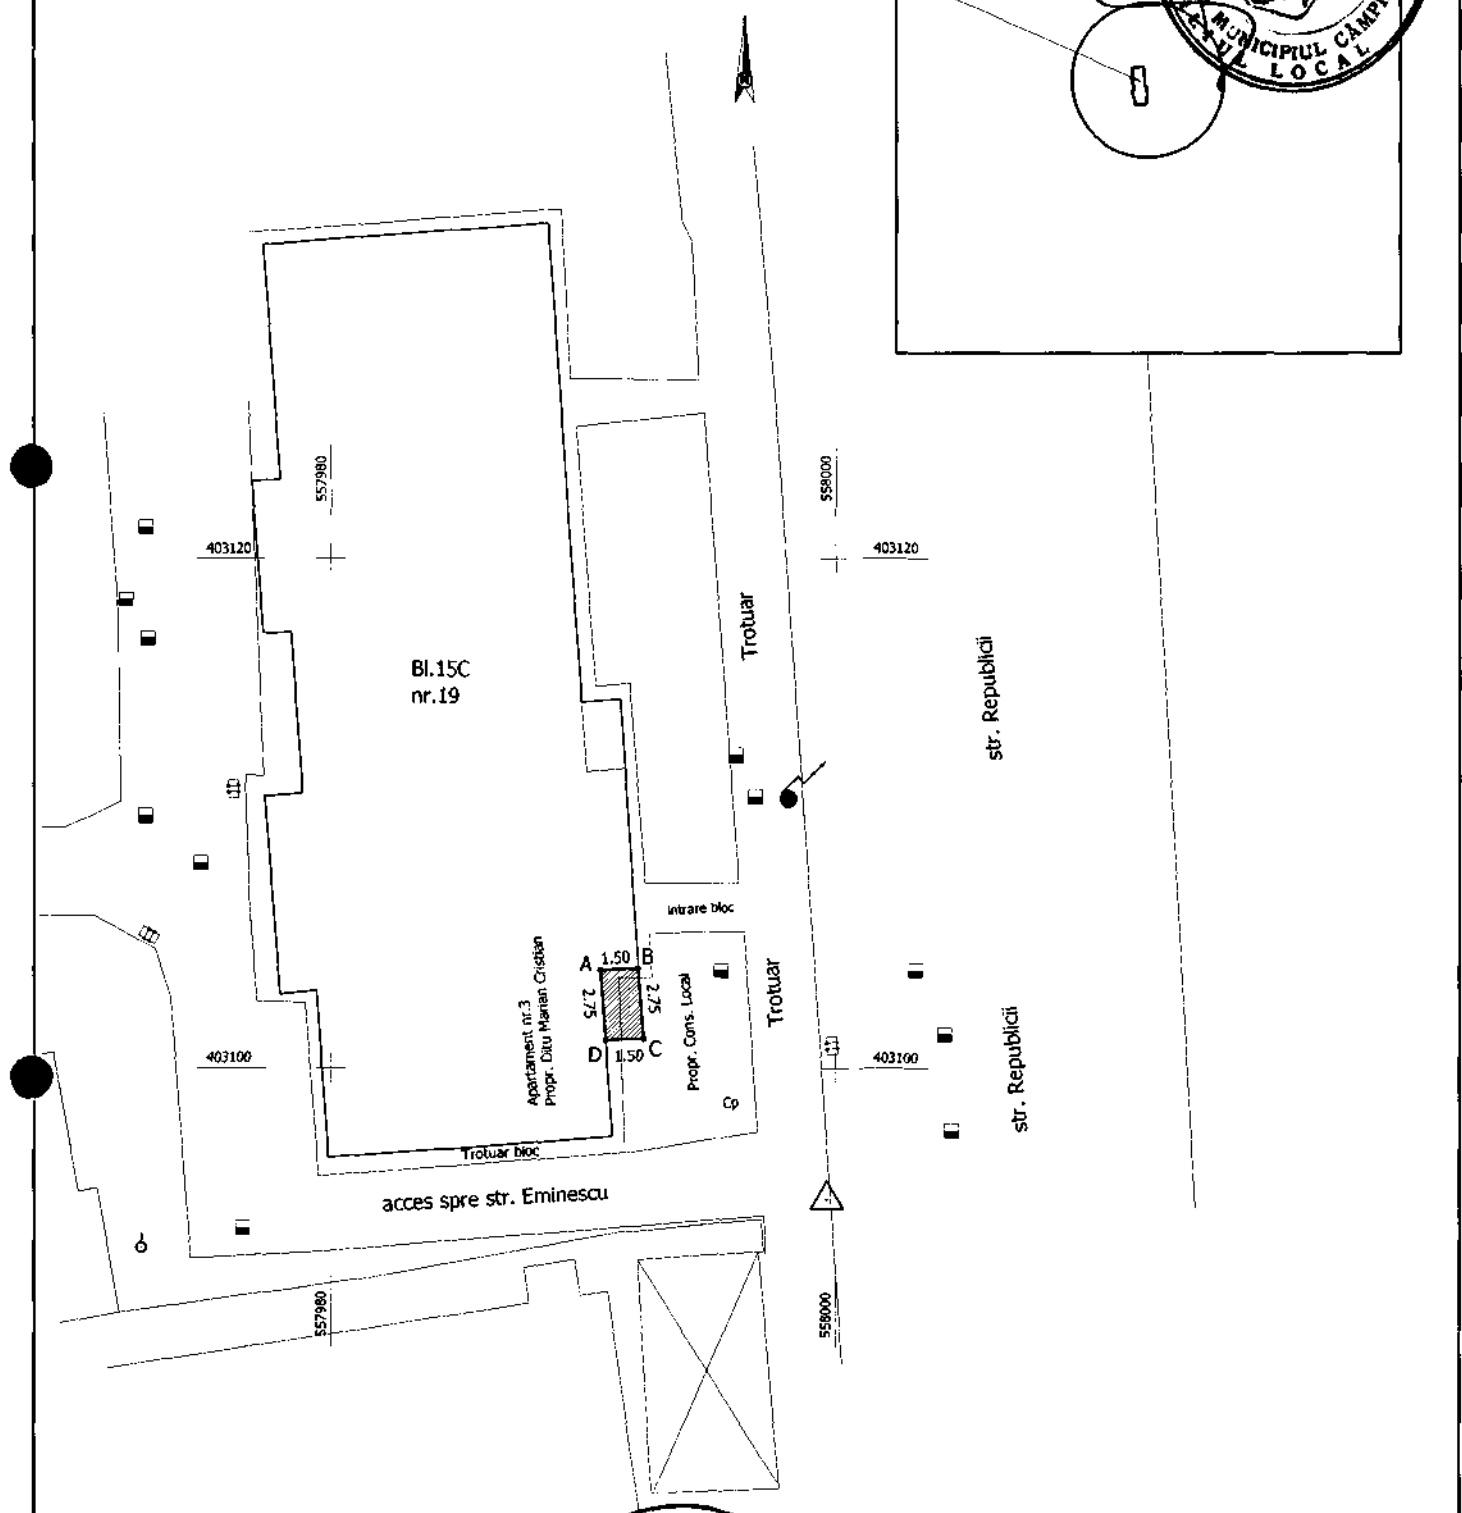 MUNICIPIUL CÂMPI
LOCAL
557980
558000
403120
403120
Trotuar
str. Republicii
Bl.15C
nr.19
Intrare bloc
A
1.50
B
2.75
2.75
D
1.50
C
Apartament nr.3
Propr. Ditu Marian Cristian
Propr. Cons. Local
Trotuar
403100
403100
str. Republicii
Cp
Trotuar bloc
acces spre str. Eminescu
557980
558000